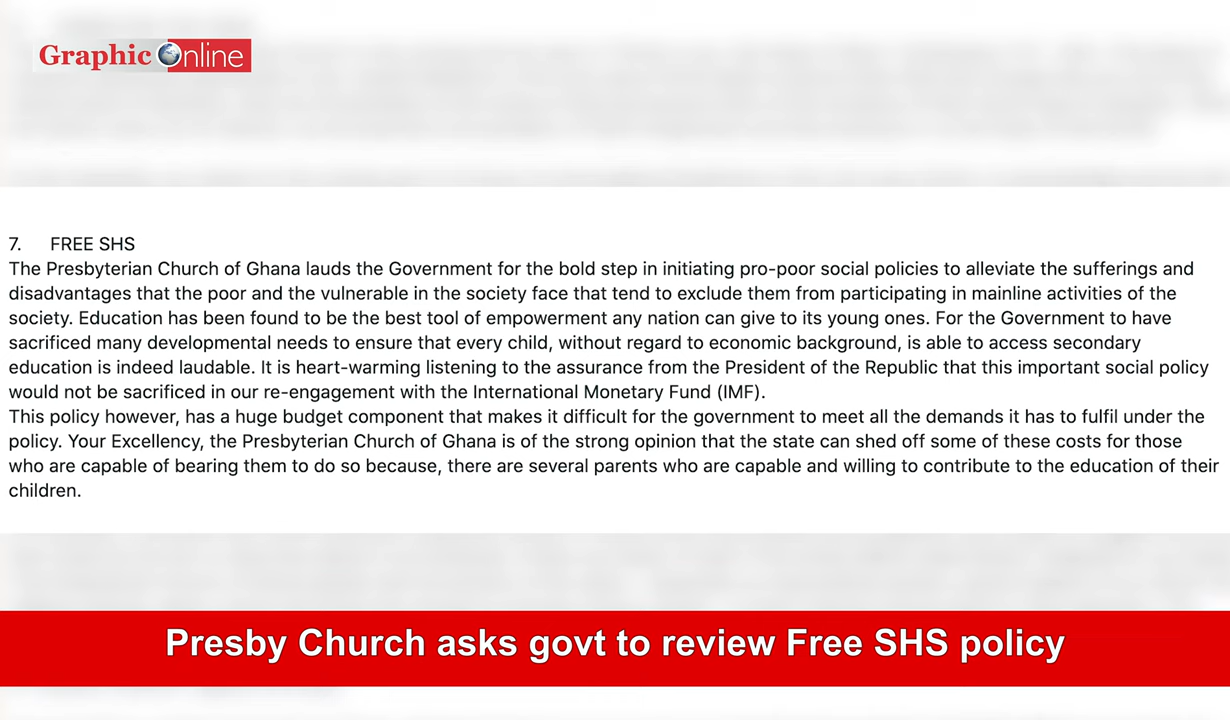 Graphic Online
7. FREE SHS
The Presbyterian Church of Ghana lauds the Government for the bold step in initiating pro-poor social policies to alleviate the sufferings and
disadvantages that the poor and the vulnerable in the society face that tend to exclude them from participating in mainline activities of the
society. Education has been found to be the best tool of empowerment any nation can give to its young ones. For the Government to have
sacrificed many developmental needs to ensure that every child, without regard to economic background, is able to access secondary
education is indeed laudable. It is heart-warming listening to the assurance from the President of the Republic that this important social policy
would not be sacrificed in our re-engagement with the International Monetary Fund (IMF).
This policy however, has a huge budget component that makes it difficult for the government to meet all the demands it has to fulfil under the
policy. Your Excellency, the Presbyterian Church of Ghana is of the strong opinion that the state can shed off some of these costs for those
who are capable of bearing them to do so because, there are several parents who are capable and willing to contribute to the education of their
children.
Presby Church asks govt to review Free SHS policy